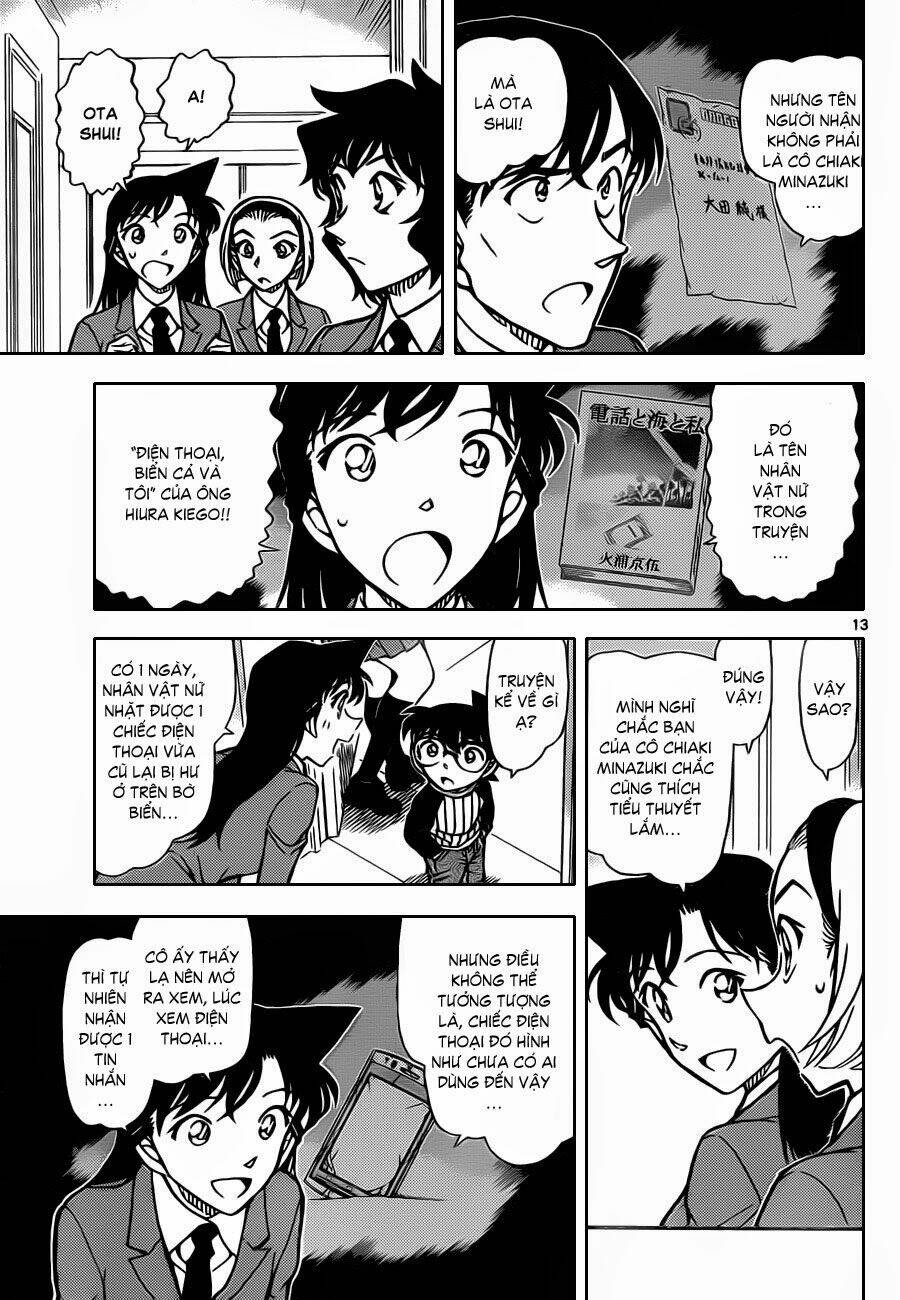 NHƯNG TÊN
NGƯỜI NHẬN
KHÔNG PHẢI
LÀ CÔ CHIAKI
MINAZUKI
...
MÀ
LÀ OTA
SHUI!
A!
OTA
SHUI!
ĐÓ
LÀ TÊN
NHÂN
VẬT NỮ
TRONG
TRUYỆN
...
電話と海と私
火浦京伍
"ĐIỆN THOẠI,
BIỂN CẢ VÀ
TÔI" CỦA ÔNG
HIURA KIEGO!!
13
VẬY
SAO?
ĐÚNG
VẬY!
MÌNH NGHĨ
CHẮC BẠN
CỦA CÔ CHIAKI
MINAZUKI CHẮC
CŨNG THÍCH
TIỂU THUYẾT
LẮM...
TRUYỆN
KỂ VỀ GÌ
Ạ?
CÓ 1 NGÀY,
NHÂN VẬT NỮ
NHẶT ĐƯỢC 1
CHIẾC ĐIỆN
THOẠI VỪA
CŨ LẠI BỊ HƯ
Ở TRÊN BỜ
BIỂN...
NHƯNG ĐIỀU
KHÔNG THỂ
TƯỞNG TƯỢNG
LÀ, CHIẾC ĐIỆN
THOẠI ĐÓ HÌNH
NHƯ CHƯA CÓ AI
DÙNG ĐẾN VẬY
...
CÔ ẤY THẤY
LẠ NÊN MỞ
RA XEM, LÚC
XEM ĐIỆN
THOẠI...
THÌ TỰ
NHIÊN
NHẬN
ĐƯỢC 1
TIN
NHẮN
...